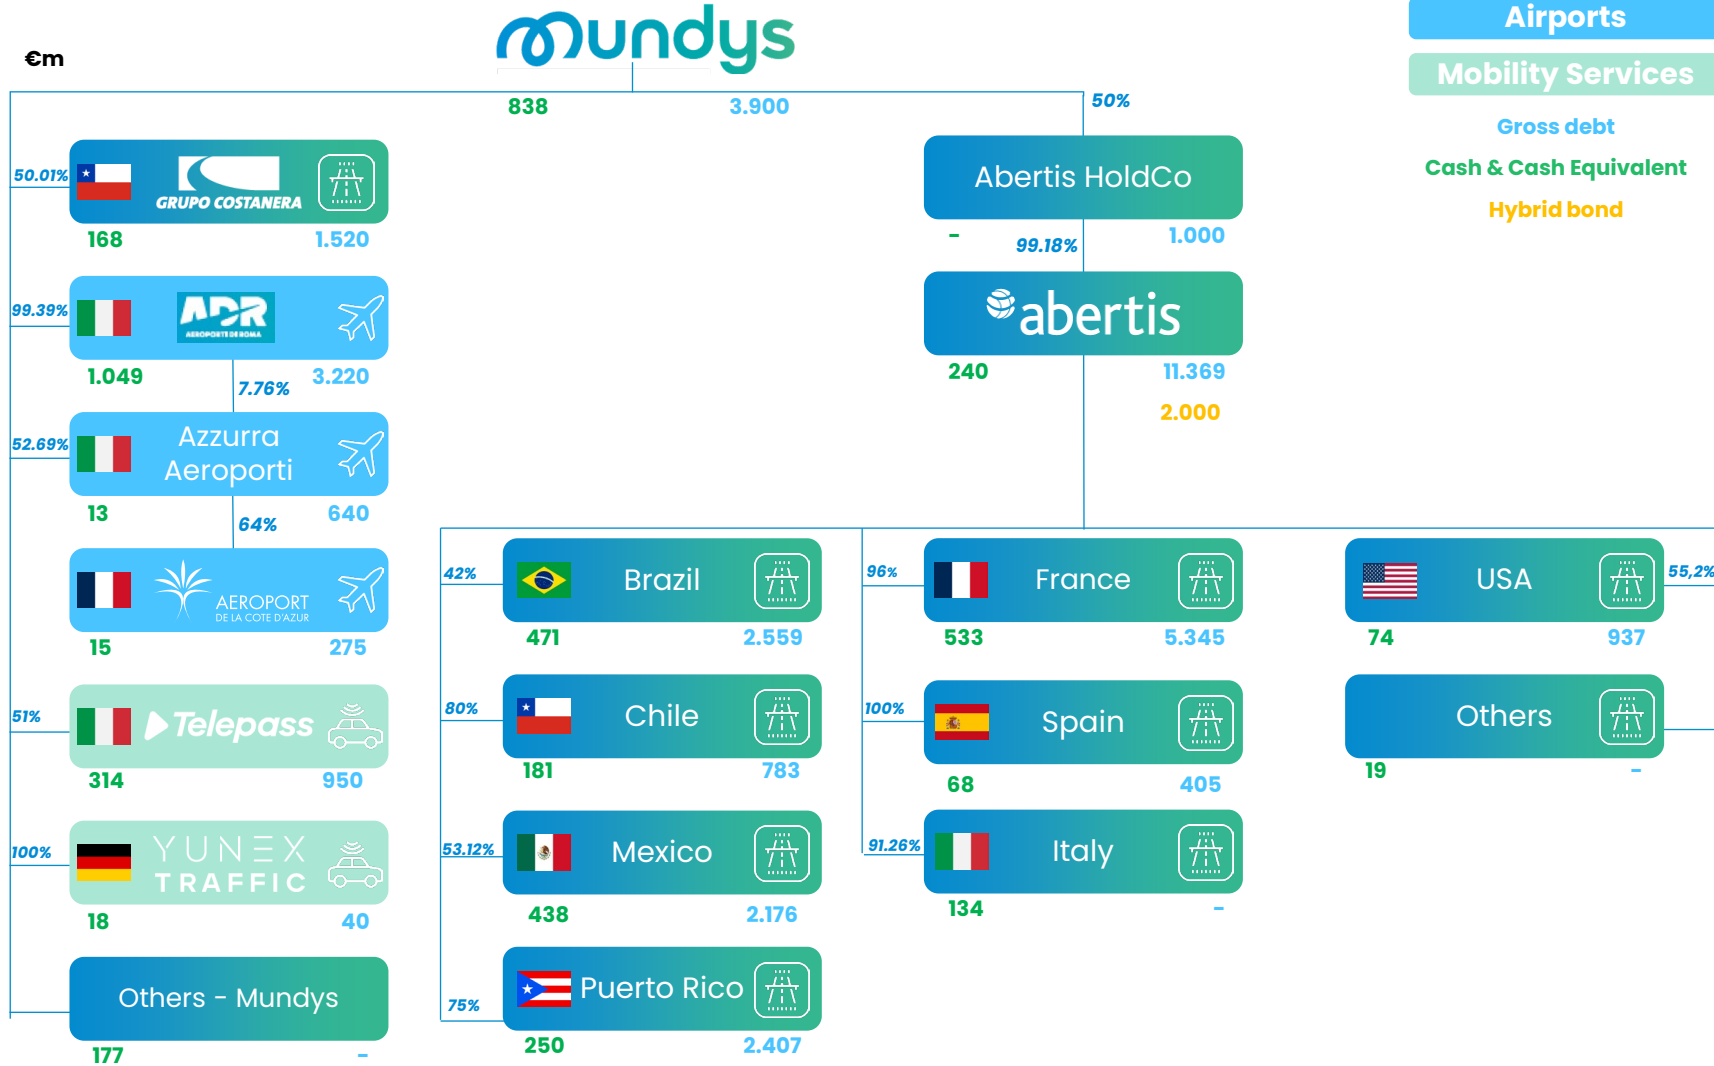 mundys
Airports
€m
Mobility Services
838
3.900
50%
Gross debt
Cash & Cash Equivalent
Hybrid bond
50.01%
GRUPO COSTANERA
168
1.520
Abertis HoldCo
-
1.000
99.18%
99.39%
ADR
AEROPORTI DI ROMA
1.049
3.220
7.76%
abertis
240
11.369
2.000
52.69%
Azzurra
Aeroporti
13
640
64%
AEROPORT
DE LA COTE D'AZUR
15
275
51%
Telepass
314
950
100%
YUNEX
TRAFFIC
18
40
Others - Mundys
177
-
42%
Brazil
471
2.559
80%
Chile
181
783
53.12%
Mexico
438
2.176
75%
Puerto Rico
250
2.407
96%
France
533
5.345
100%
Spain
68
405
91.26%
Italy
134
-
USA
55,2%
74
937
Others
19
-